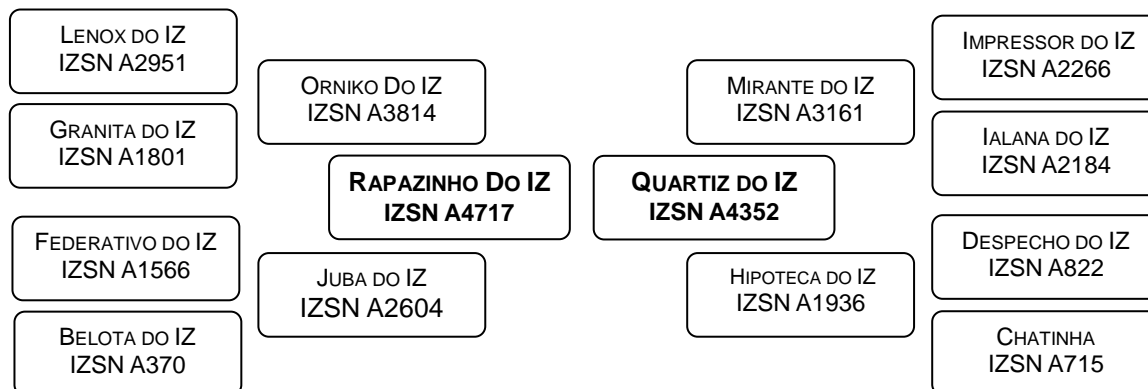 LENOX DO IZ
IZSN A2951
GRANITA DO IZ
IZSN A1801
FEDERATIVO DO IZ
IZSN A1566
BELOTA DO IZ
IZSN A370
ORNIKO DO IZ
IZSN A3814
JUBA DO IZ
IZSN A2604
RAPAZINHO DO IZ
IZSN A4717
QUARTIZ DO IZ
IZSN A4352
MIRANTE DO IZ
IZSN A3161
HIPOTECA DO IZ
IZSN A1936
IMPRESSOR DO IZ
IZSN A2266
IALANA DO IZ
IZSN A2184
DESPECHO DO IZ
IZSN A822
CHATINHA
IZSN A715